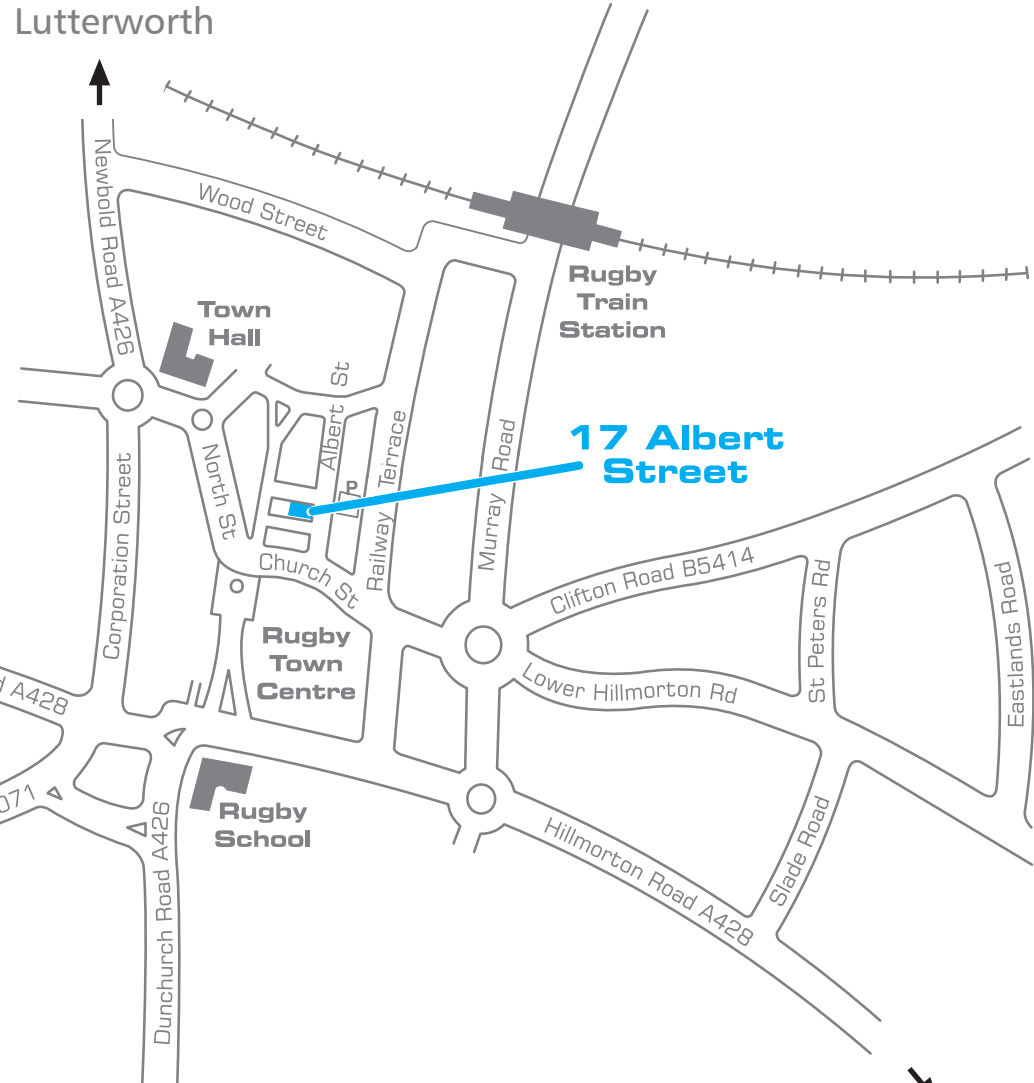 Lutterworth
Newbold Road A426
Wood Street
Rugby
Train
Station
Town
Hall
Albert St
Railway Terrace
Murray Road
17 Albert
Street
P
North St
Corporation Street
Church St
Clifton Road B5414
St Peters Rd
Eastlands Road
Rugby
Town
Centre
Lower Hillmorton Rd
A428
071
Rugby
School
Dunchurch Road A426
Hillmorton Road A428
Slade Road